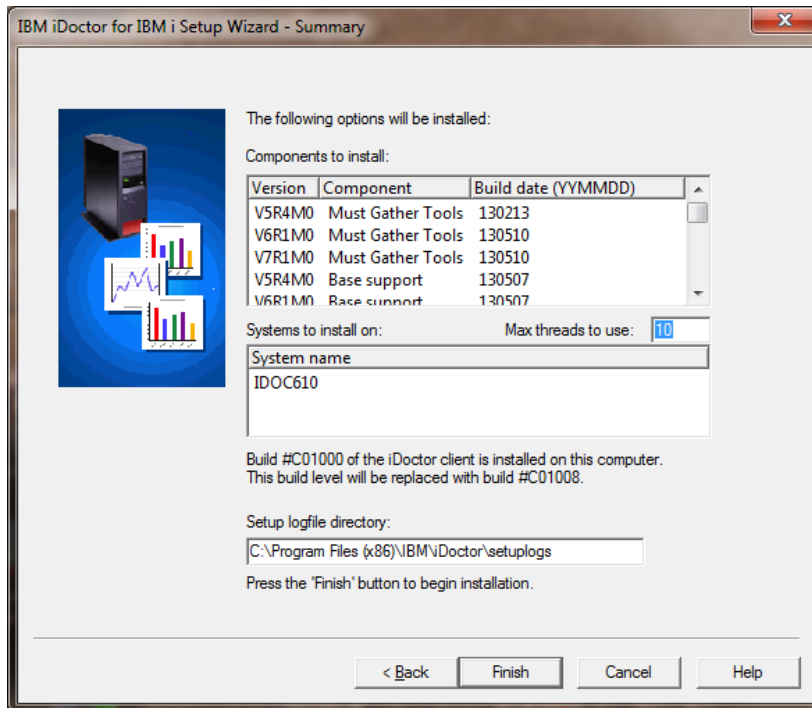 IBM iDoctor for IBM i Setup Wizard - Summary
The following options will be installed:
Components to install:
Version Component Build date (YYMMDD)
V5R4M0 Must Gather Tools 130213
V6R1M0 Must Gather Tools 130510
V7R1M0 Must Gather Tools 130510
V5R4M0 Base support 130507
V6R1M0 Base support 130507
Systems to install on: Max threads to use: 10
System name
IDOC610
Build #C01000 of the iDoctor client is installed on this computer.
This build level will be replaced with build #C01008.
Setup logfile directory:
C:\Program Files (x86)\IBM\iDoctor\setuplogs
Press the 'Finish' button to begin installation.
< Back Finish Cancel Help